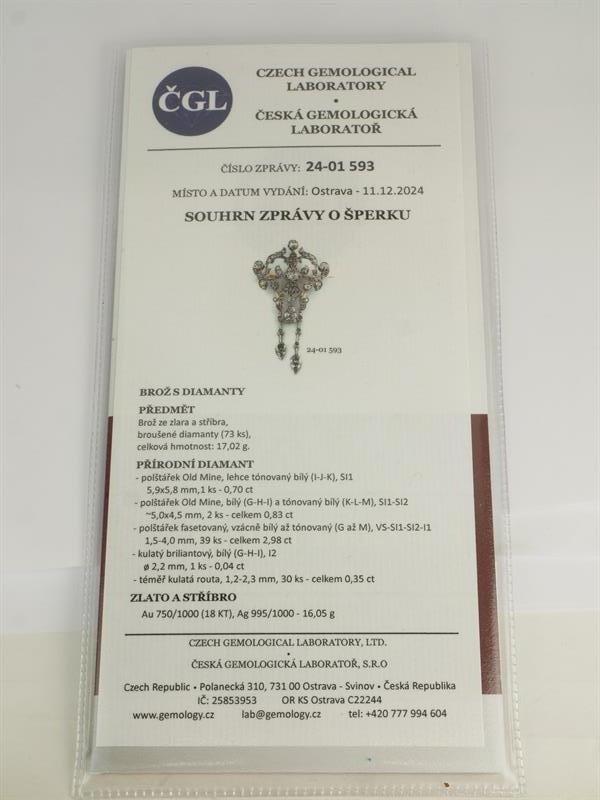 ČGL
CZECH GEMOLOGICAL
LABORATORY
•
ČESKÁ GEMOLOGICKÁ
LABORATOŘ
ČÍSLO ZPRÁVY: 24-01 593
MÍSTO A DATUM VYDÁNÍ: Ostrava - 11.12.2024
SOUHRN ZPRÁVY O ŠPERKU
24-01 593
BROŽ S DIAMANTY
PŘEDMĚT
Brož ze zlara a stříbra,
broušené diamanty (73 ks),
celková hmotnost: 17,02 g.
PŘÍRODNÍ DIAMANT
- polštářek Old Mine, lehce tónovaný bílý (I-J-K), SI1
5,9x5,8 mm,1 ks - 0,70 ct
- polštářek Old Mine, bílý (G-H-I) a tónovaný bílý (K-L-M), SI1-SI2
~5,0x4,5 mm, 2 ks - celkem 0,83 ct
- polštářek fasetovaný, vzácně bílý až tónovaný (G až M), VS-SI1-SI2-I1
1,5-4,0 mm, 39 ks - celkem 2,98 ct
- kulatý briliantový, bílý (G-H-I), I2
ø 2,2 mm, 1 ks - 0,04 ct
- téměř kulatá routa, 1,2-2,3 mm, 30 ks - celkem 0,35 ct
ZLATO A STŘÍBRO
Au 750/1000 (18 KT), Ag 995/1000 - 16,05 g
CZECH GEMOLOGICAL LABORATORY, LTD.
•
ČESKÁ GEMOLOGICKÁ LABORATOŘ, S.R.O
Czech Republic • Polanecká 310, 731 00 Ostrava - Svinov • Česká Republika
IČ: 25853953 OR KS Ostrava C22244
www.gemology.cz lab@gemology.cz tel: +420 777 994 604